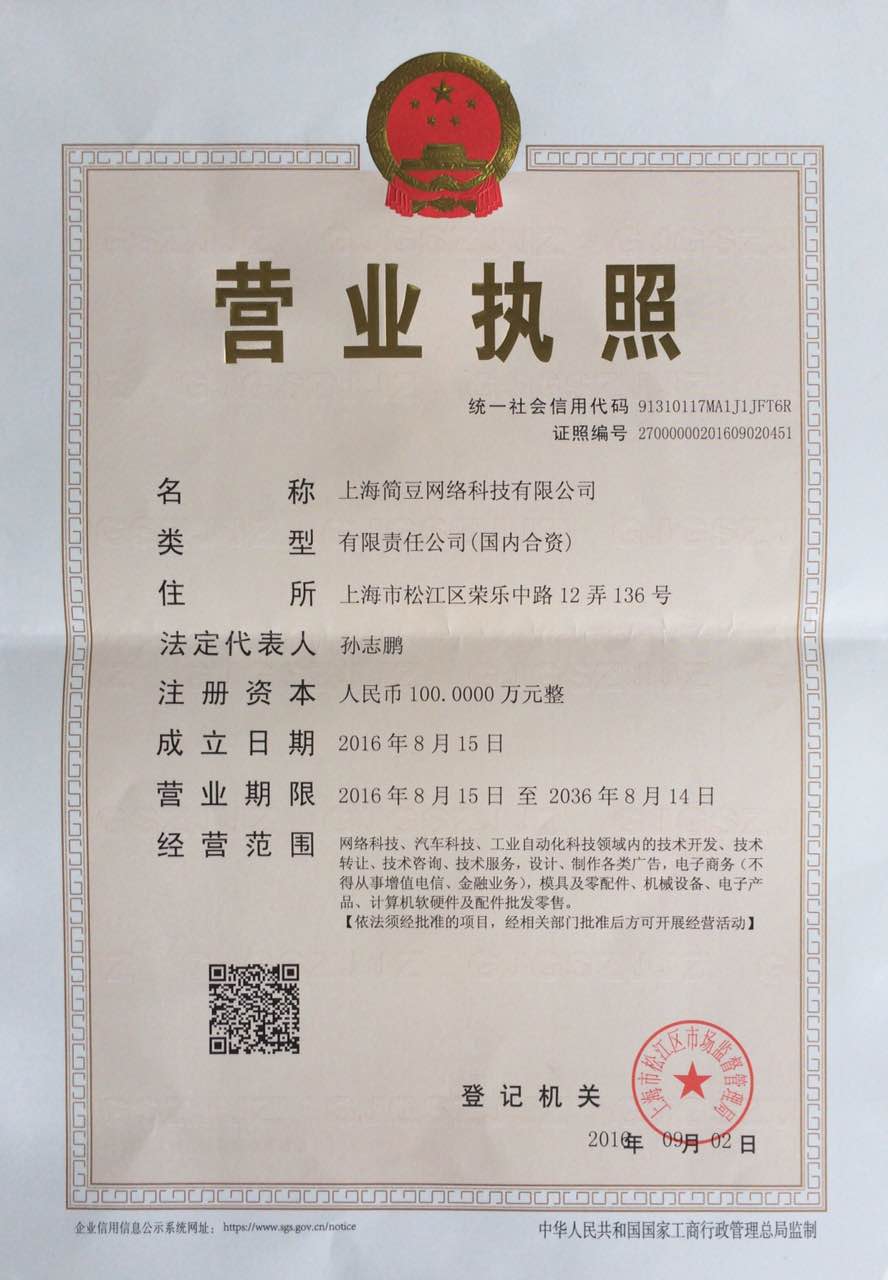 营业执照
统一社会信用代码 91310117MA1J1JFT6R
证照编号 27000000201609020451
名称 上海简豆网络科技有限公司
类型 有限责任公司(国内合资)
住所 上海市松江区荣乐中路12弄136号
法定代表人 孙志鹏
注册资本 人民币100.0000万元整
成立日期 2016年8月15日
营业期限 2016年8月15日 至 2036年8月14日
经营范围 网络科技、汽车科技、工业自动化科技领域内的技术开发、技术
转让、技术咨询、技术服务，设计、制作各类广告，电子商务（不
得从事增值电信、金融业务），模具及零配件、机械设备、电子产
品、计算机软硬件及配件批发零售。
【依法须经批准的项目，经相关部门批准后方可开展经营活动】
上海市松江区市场监督管理局
登记机关
2016年 09月 02日
企业信用信息公示系统网址： https://www.sgs.gov.cn/notice
中华人民共和国国家工商行政管理总局监制